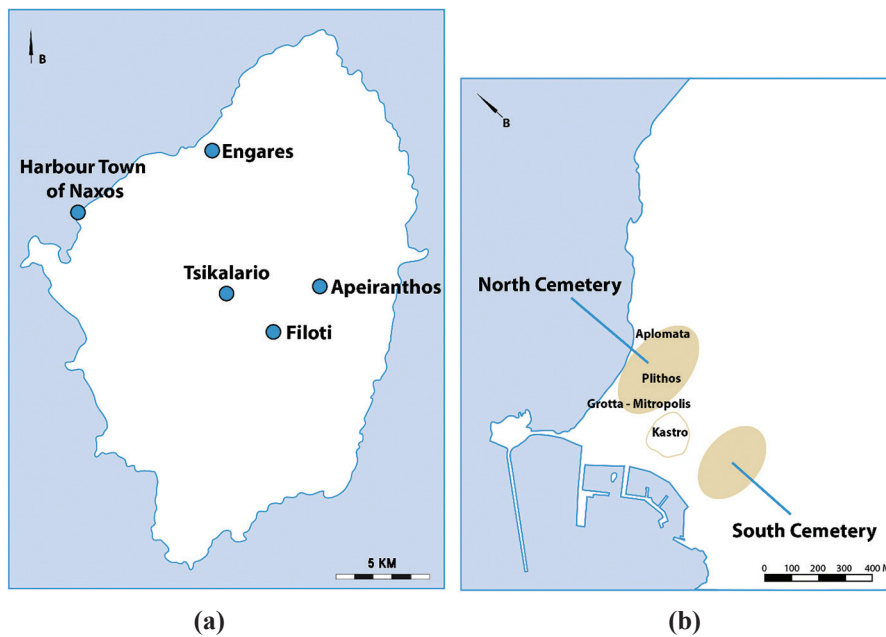 B
Engares
Harbour Town
of Naxos
Tsikalario
Apeiranthos
Filoti
5 KM
(a)
B
North Cemetery
Aplomata
Plithos
Grotta - Mitropolis
Kastro
South Cemetery
0 100 200 300 400 M
(b)